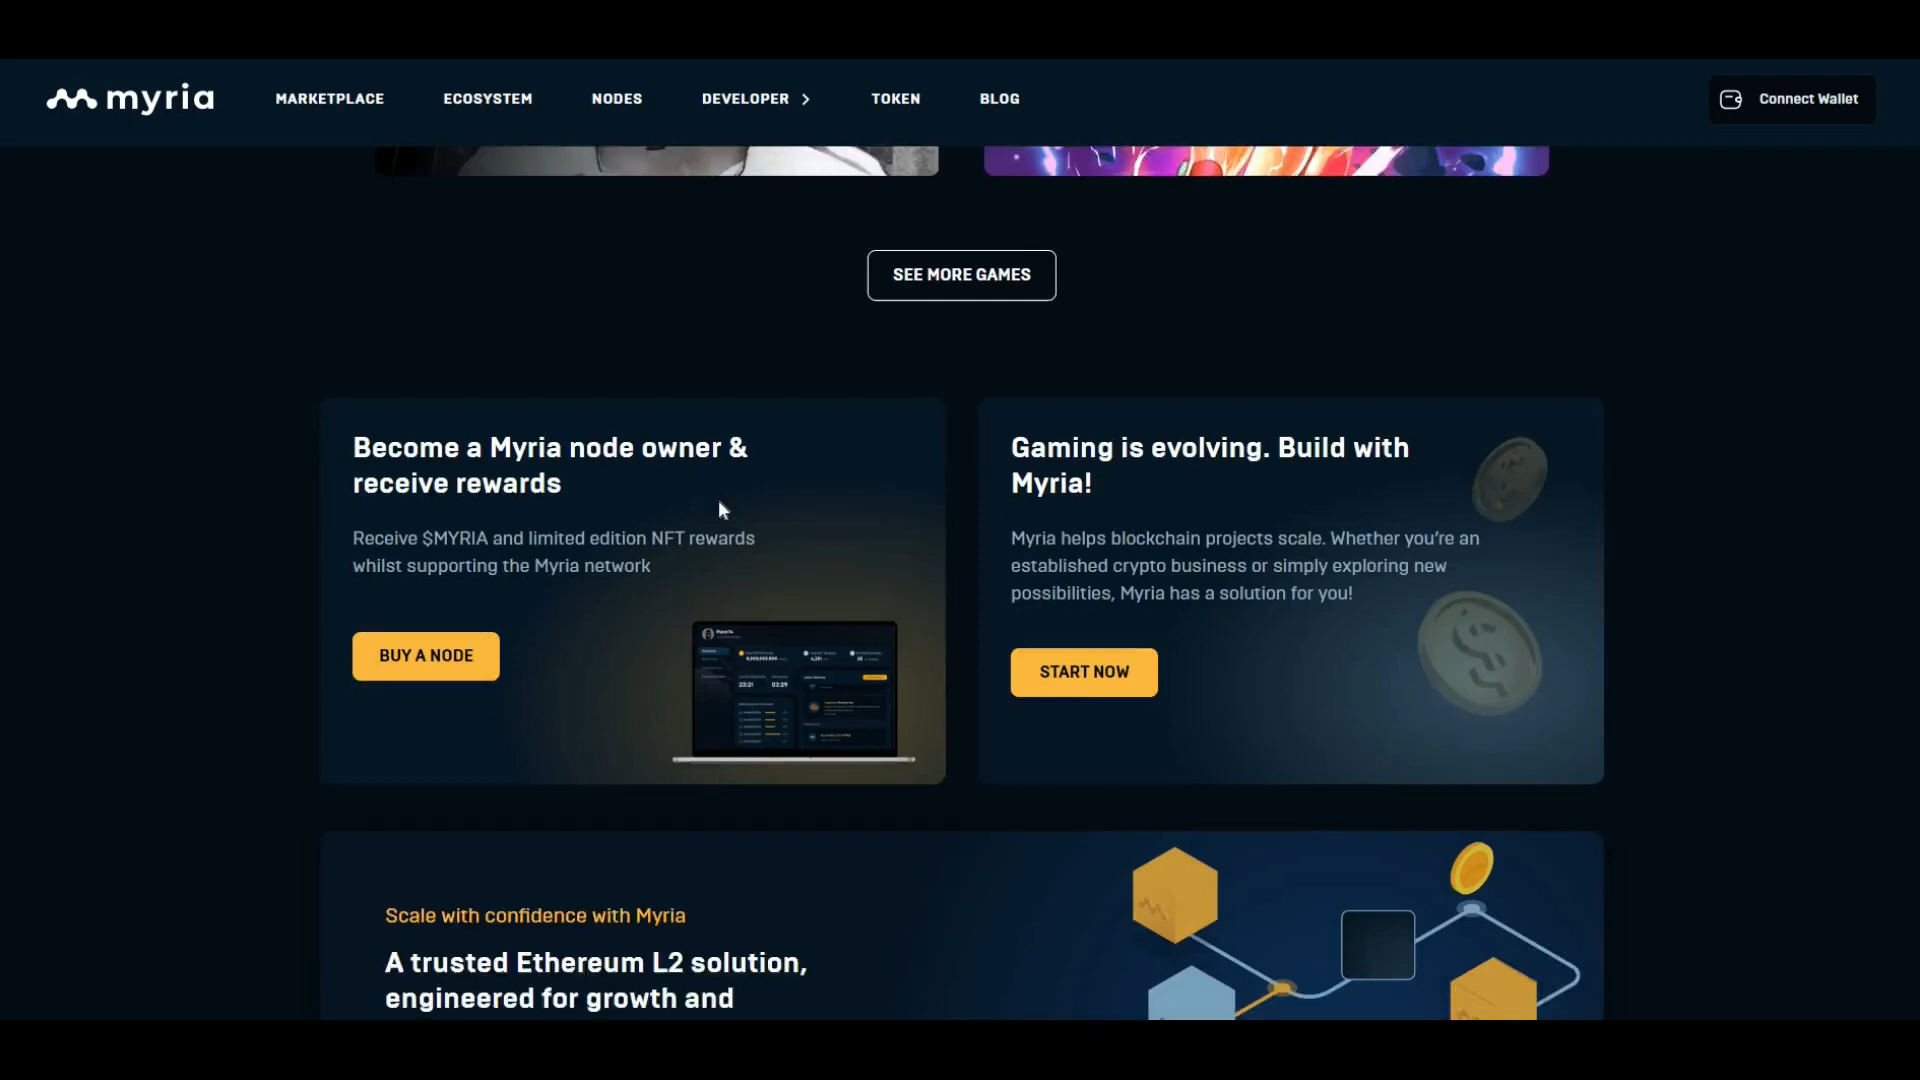 myria
MARKETPLACE
ECOSYSTEM
NODES
DEVELOPER
TOKEN
BLOG
Connect Wallet
SEE MORE GAMES
Become a Myria node owner &
receive rewards
Receive $MYRIA and limited edition NFT rewards
whilst supporting the Myria network
BUY A NODE
Gaming is evolving. Build with
Myria!
Myria helps blockchain projects scale. Whether you're an
established crypto business or simply exploring new
possibilities, Myria has a solution for you!
START NOW
Scale with confidence with Myria
A trusted Ethereum L2 solution,
engineered for growth and